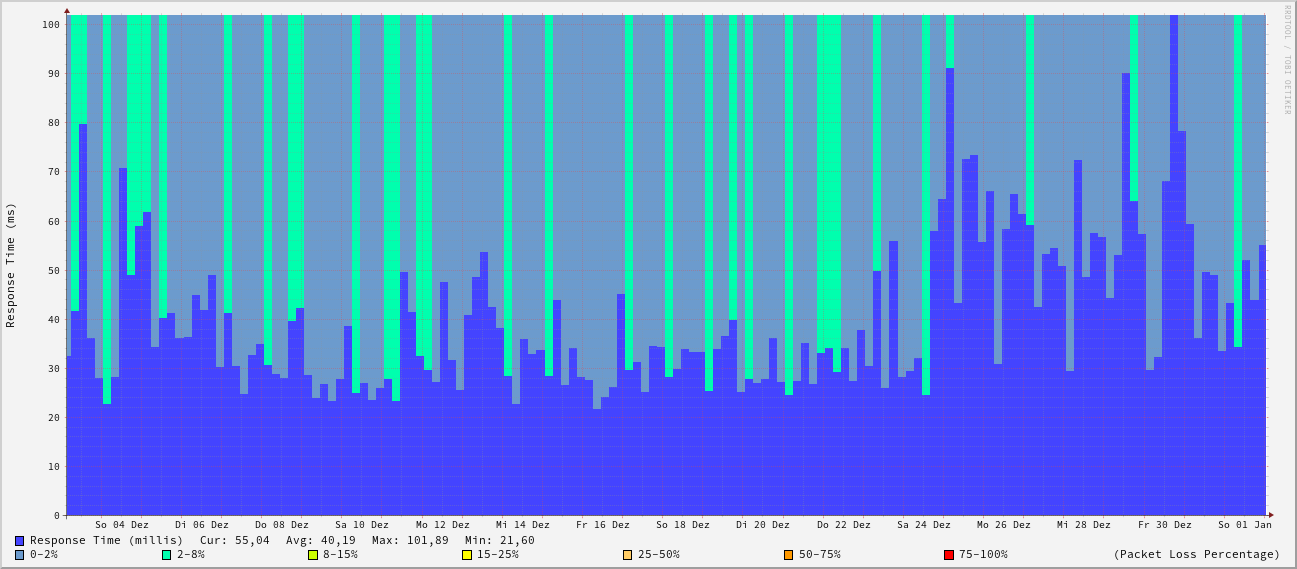 RRDTOOL / TOBI OETIKER
Response Time (ms)
100
90
80
70
60
50
40
30
20
10
0
So 04 Dez Di 06 Dez Do 08 Dez Sa 10 Dez Mo 12 Dez Mi 14 Dez Fr 16 Dez So 18 Dez Di 20 Dez Do 22 Dez Sa 24 Dez Mo 26 Dez Mi 28 Dez Fr 30 Dez So 01 Jan
Response Time (millis) Cur: 55,04 Avg: 40,19 Max: 101,89 Min: 21,60
0-2% 2-8% 8-15% 15-25% 25-50% 50-75% 75-100% (Packet Loss Percentage)